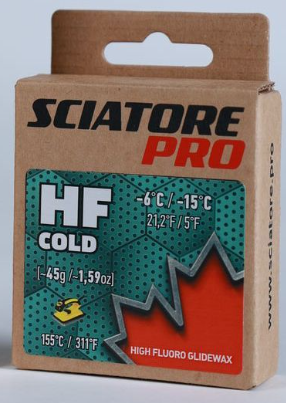 SCIATORE
PRO
HF
COLD
-6°C / -15°C
21,2°F / 5°F
[~45g /~1,59oz]
155°C / 311°F
HIGH FLUORO GLIDEWAX
www.sciatore.pro